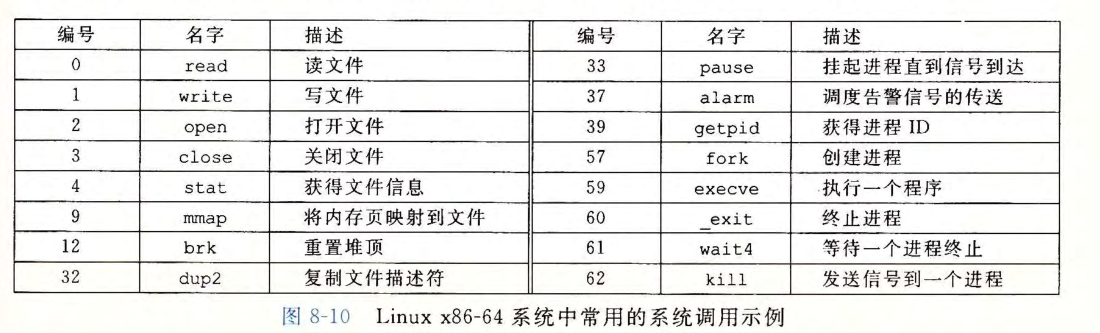 编号 名字 描述 编号 名字 描述
0 read 读文件 33 pause 挂起进程直到信号到达
1 write 写文件 37 alarm 调度告警信号的传送
2 open 打开文件 39 getpid 获得进程 ID
3 close 关闭文件 57 fork 创建进程
4 stat 获得文件信息 59 execve 执行一个程序
9 mmap 将内存页映射到文件 60 _exit 终止进程
12 brk 重置堆顶 61 wait4 等待一个进程终止
32 dup2 复制文件描述符 62 kill 发送信号到一个进程
图 8-10 Linux x86-64 系统中常用的系统调用示例